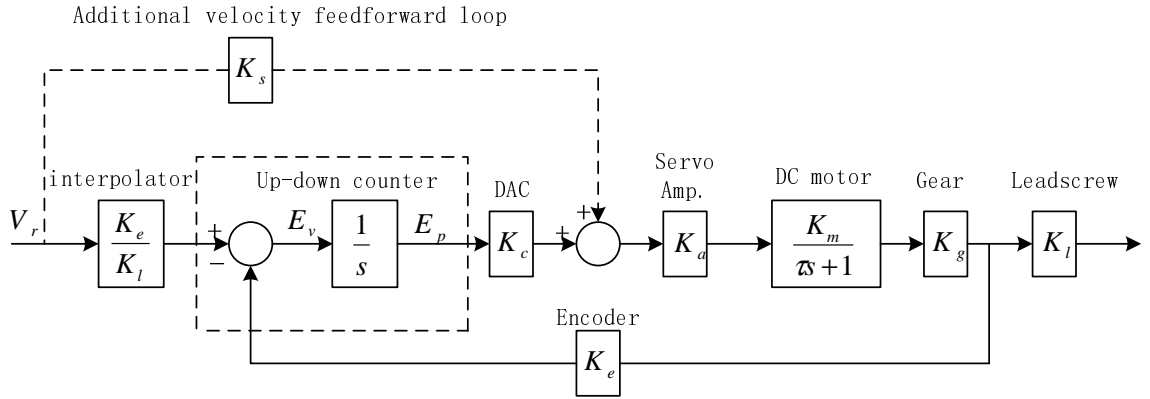 Additional velocity feedforward loop
K_s
interpolator
Up-down counter
DAC
Servo
Amp.
DC motor
Gear
Leadscrew
V_r
K_e
K_l
+
−
E_v
1
s
E_p
K_c
+
+
K_a
K_m
τs+1
K_g
K_l
Encoder
K_e